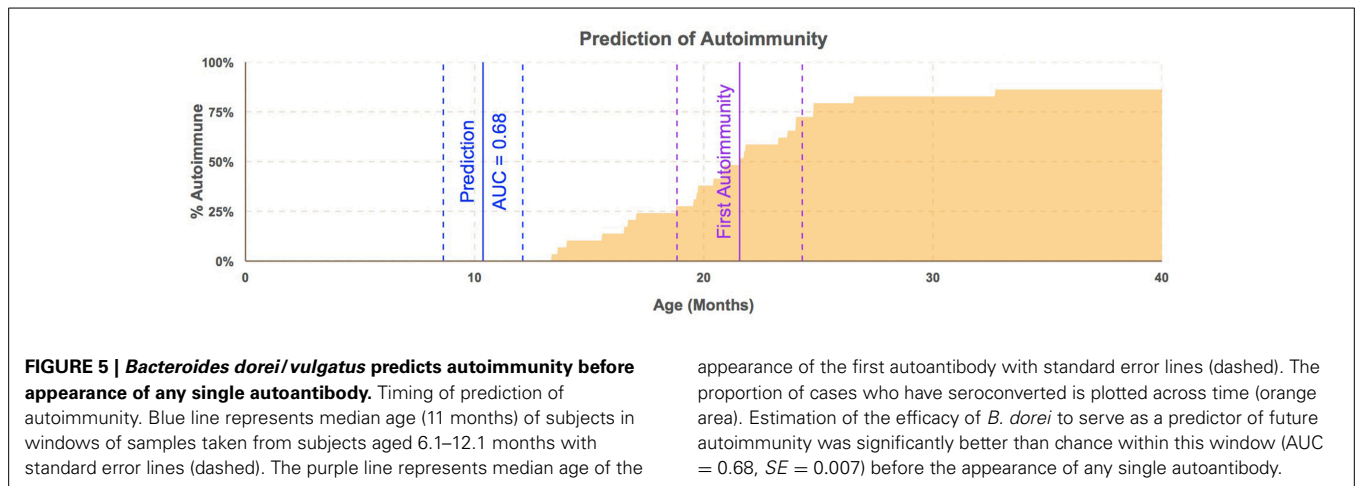 Prediction of Autoimmunity
100%
75%
50%
25%
0%
% Autoimmune
Prediction
AUC = 0.68
First Autoimmunity
0
10
20
30
40
Age (Months)
FIGURE 5 | Bacteroides dorei/vulgatus predicts autoimmunity before
appearance of any single autoantibody. Timing of prediction of
autoimmunity. Blue line represents median age (11 months) of subjects in
windows of samples taken from subjects aged 6.1–12.1 months with
standard error lines (dashed). The purple line represents median age of the
appearance of the first autoantibody with standard error lines (dashed). The
proportion of cases who have seroconverted is plotted across time (orange
area). Estimation of the efficacy of B. dorei to serve as a predictor of future
autoimmunity was significantly better than chance within this window (AUC
= 0.68, SE = 0.007) before the appearance of any single autoantibody.